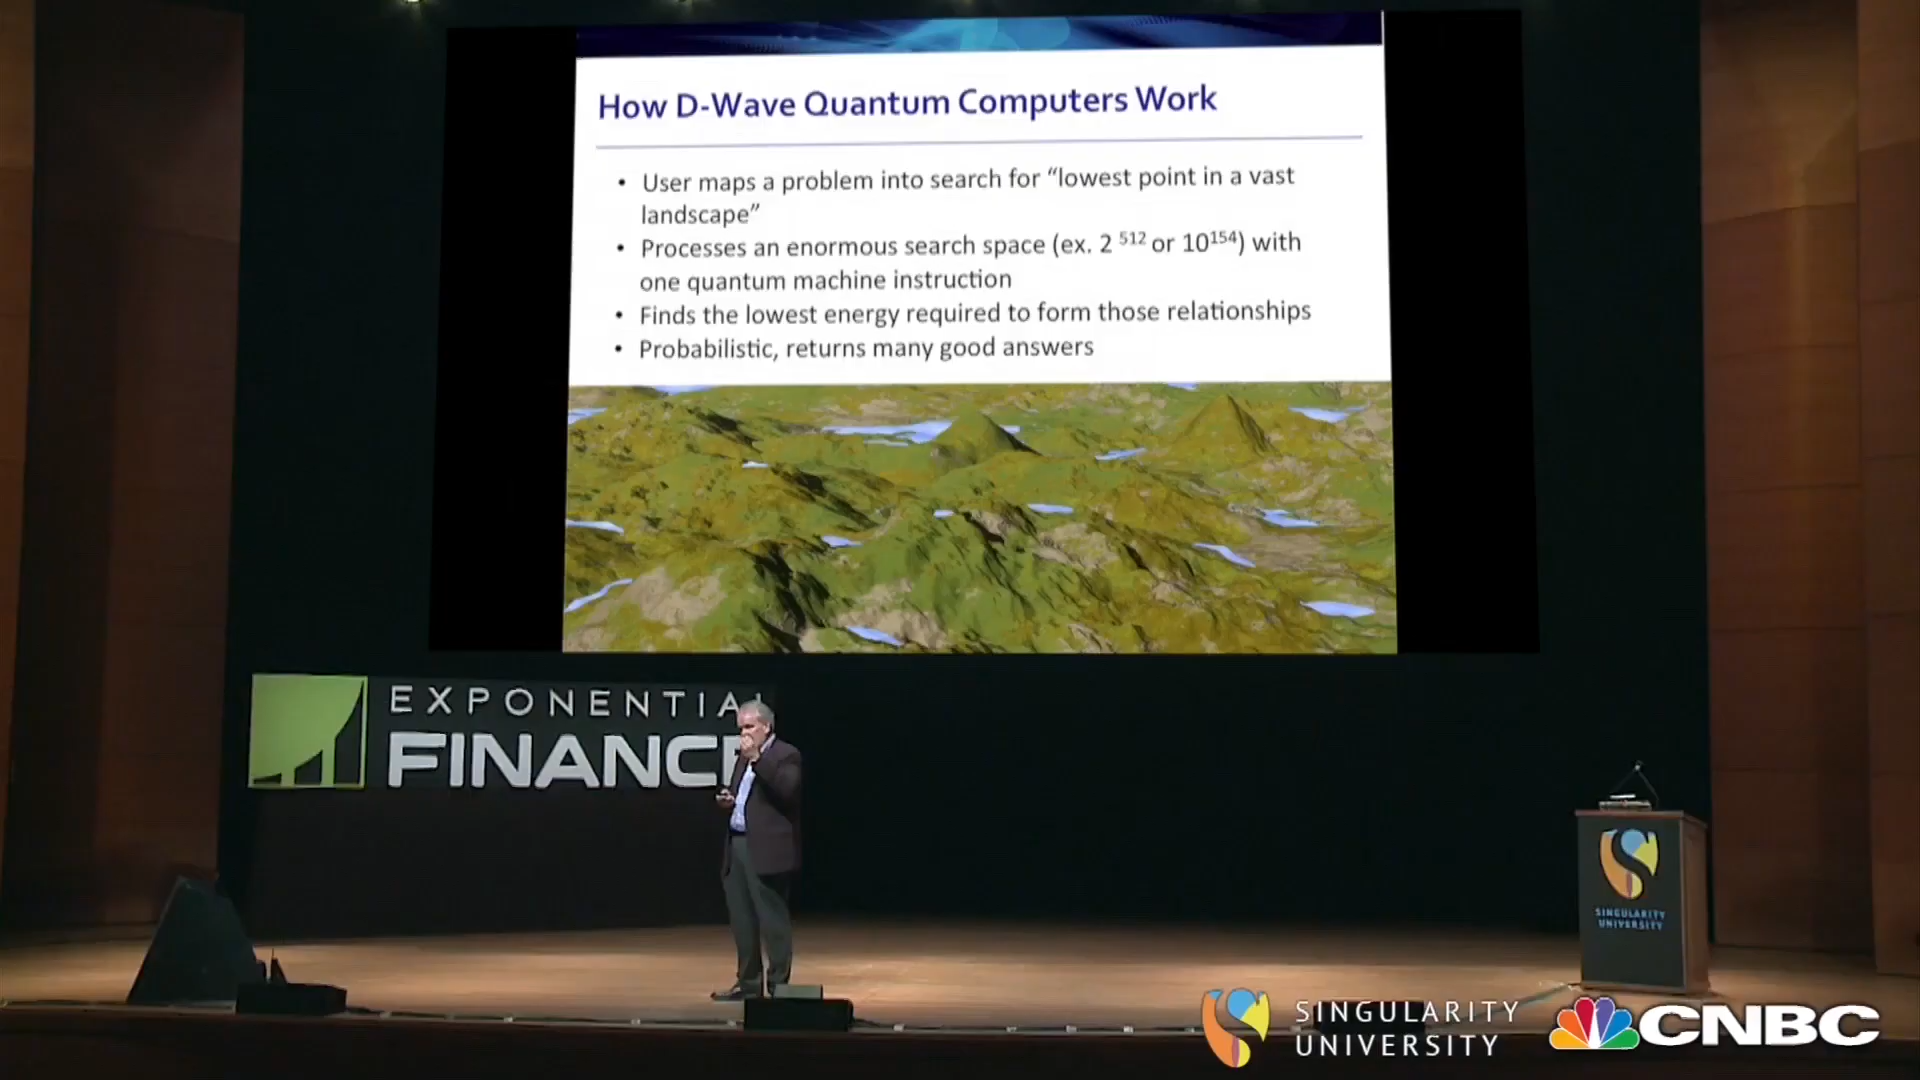 How D-Wave Quantum Computers Work
• User maps a problem into search for “lowest point in a vast
landscape”
• Processes an enormous search space (ex. 2 ⁵¹² or 10¹⁵⁴) with
one quantum machine instruction
• Finds the lowest energy required to form those relationships
• Probabilistic, returns many good answers
EXPONENTIAL
FINANCE
SINGULARITY
UNIVERSITY
SINGULARITY
UNIVERSITY
CNBC